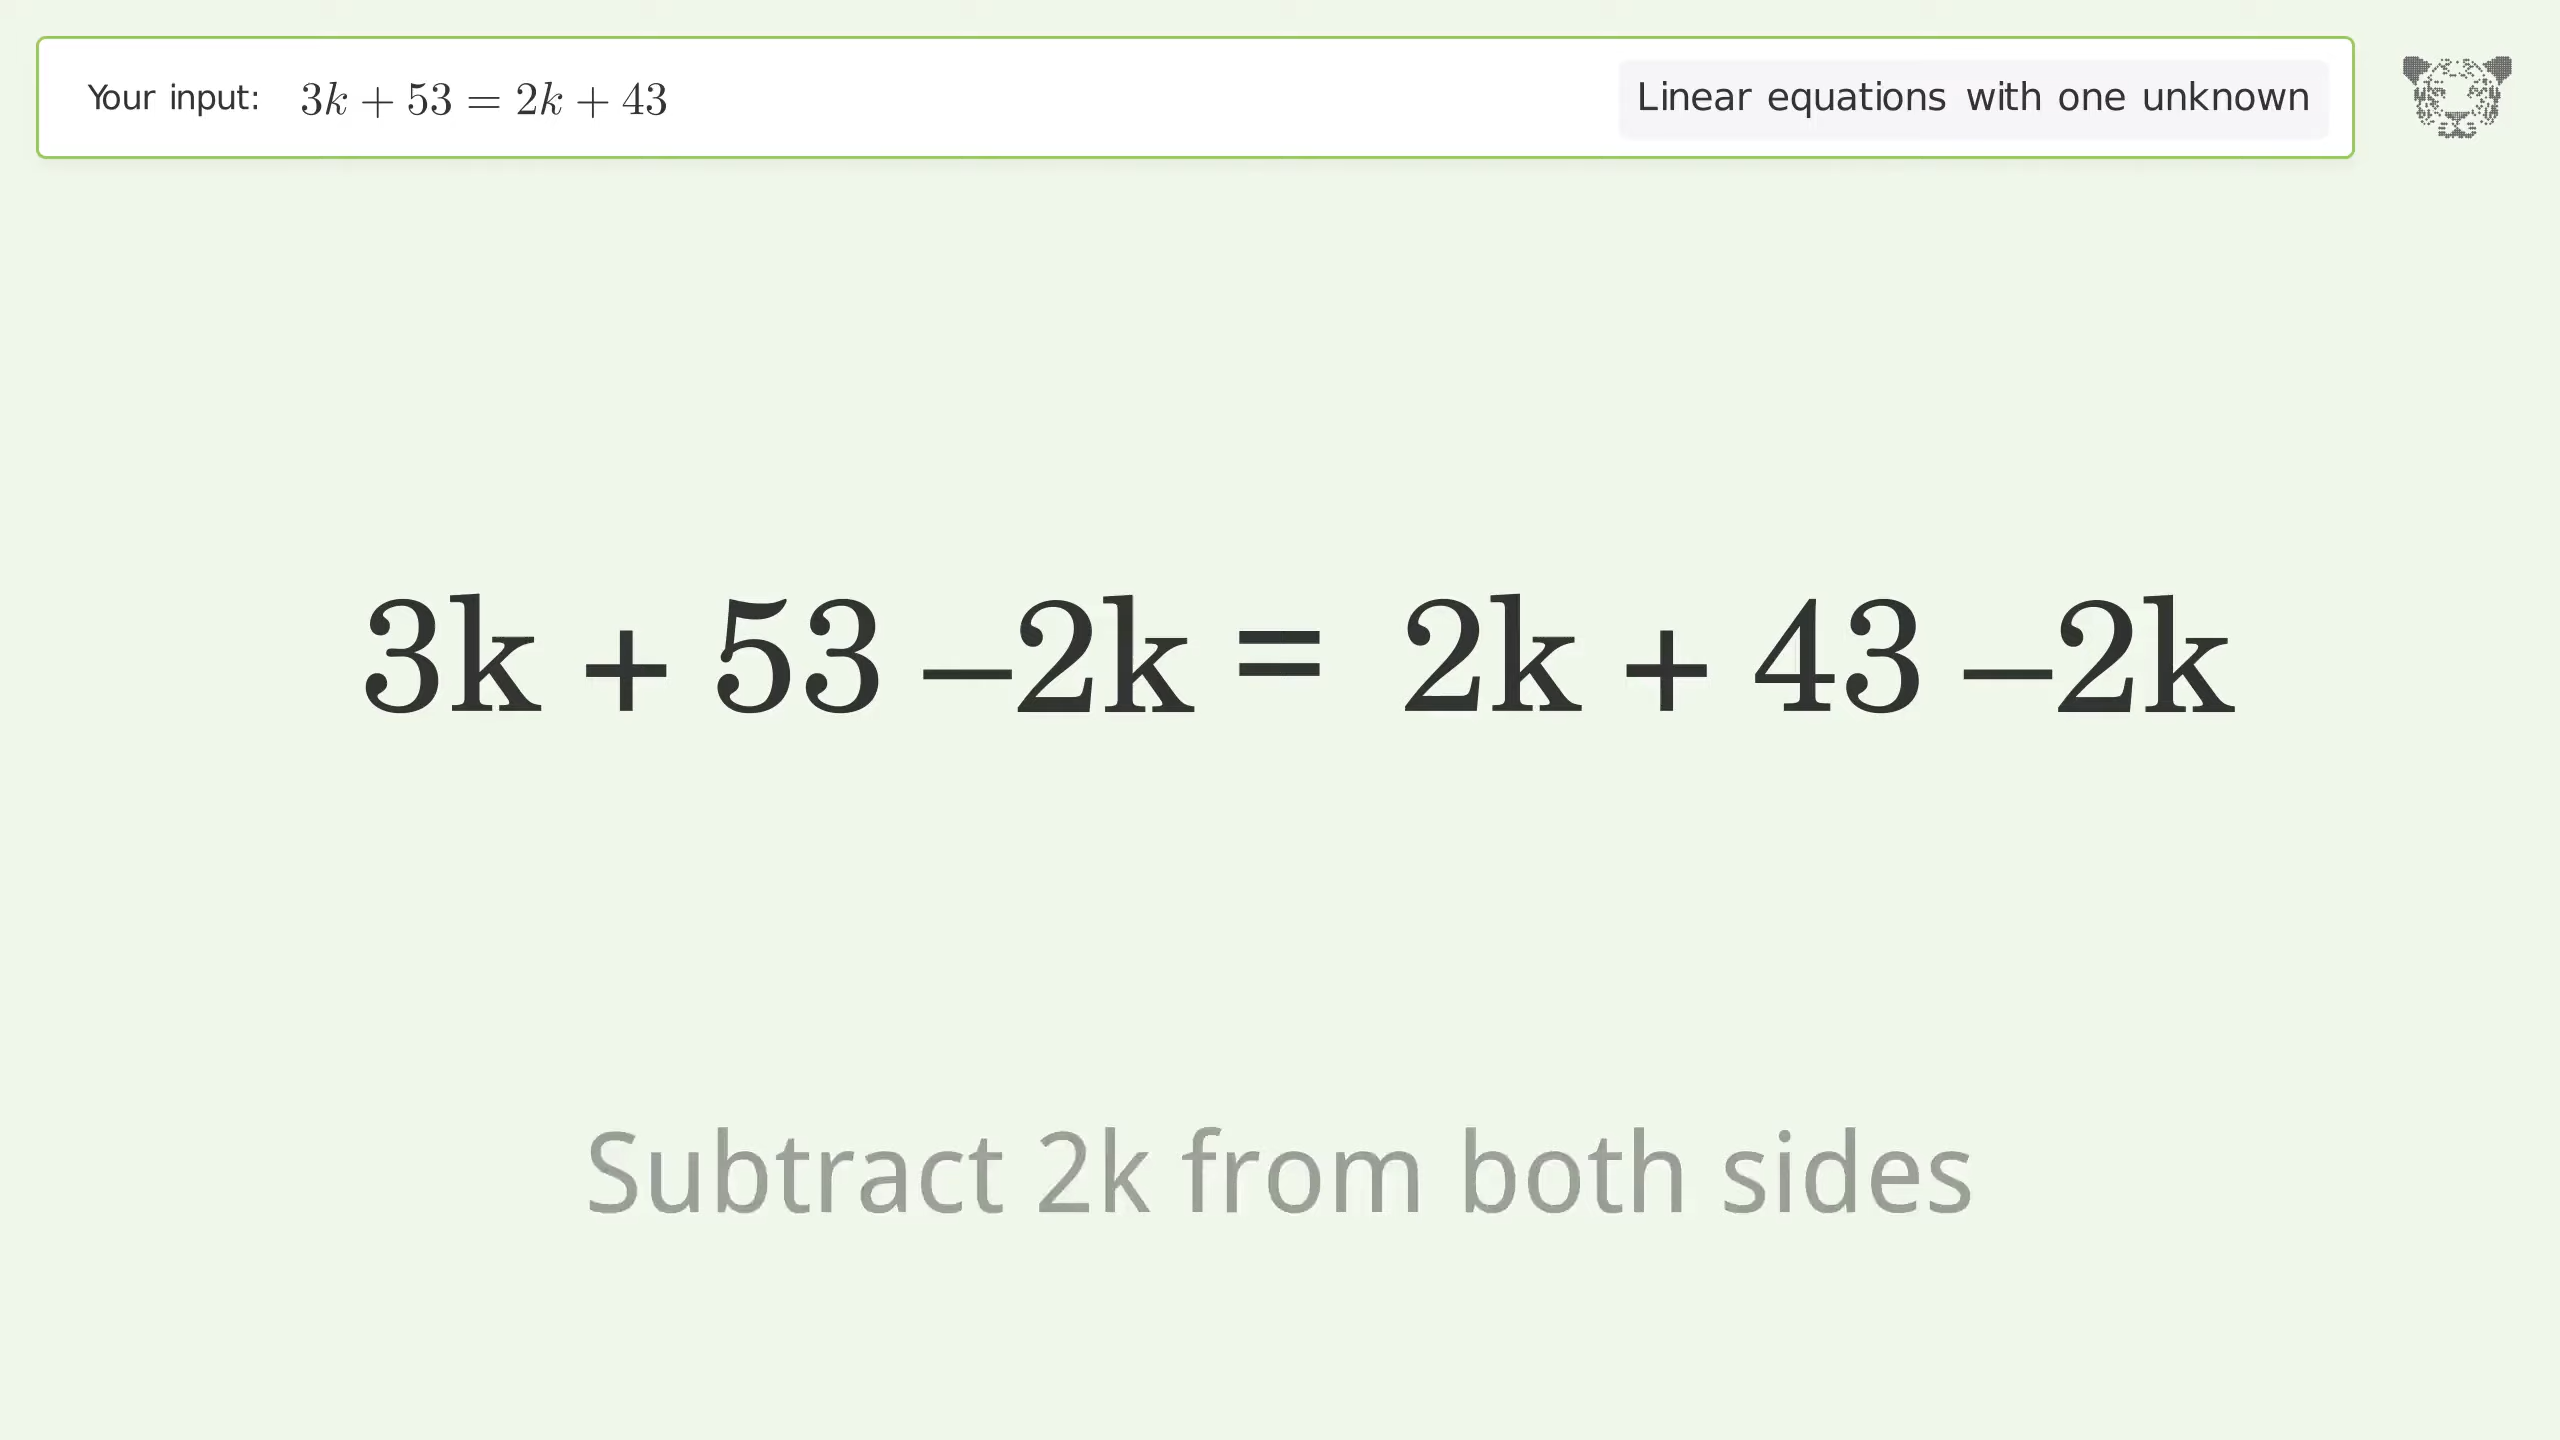 Your input: 3k + 53 = 2k + 43
Linear equations with one unknown
3k + 53 –2k = 2k + 43 –2k
Subtract 2k from both sides